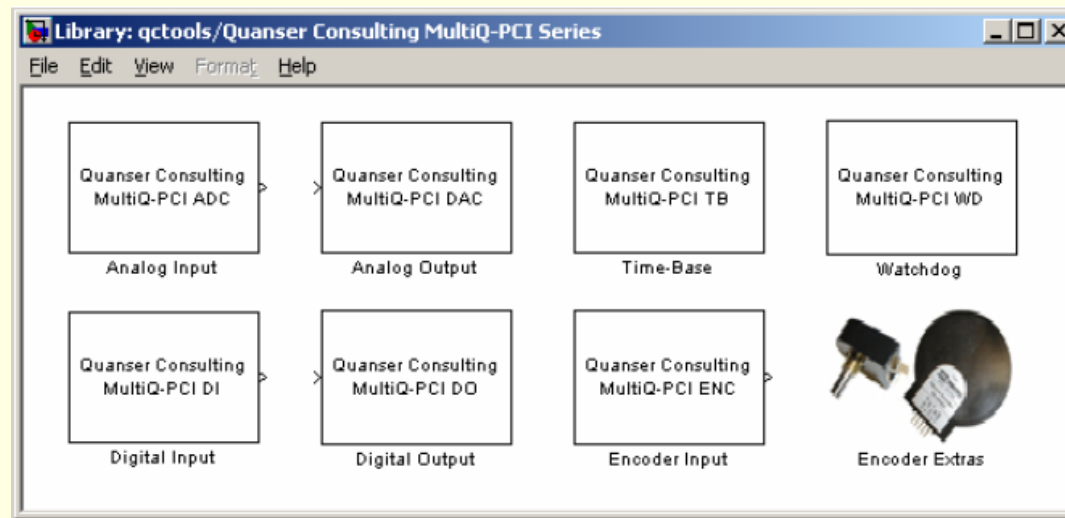 Library: qctools/Quanser Consulting MultiQ-PCI Series
File Edit View Format Help
Quanser Consulting
MultiQ-PCI ADC
Analog Input
Quanser Consulting
MultiQ-PCI DAC
Analog Output
Quanser Consulting
MultiQ-PCI TB
Time-Base
Quanser Consulting
MultiQ-PCI WD
Watchdog
Quanser Consulting
MultiQ-PCI DI
Digital Input
Quanser Consulting
MultiQ-PCI DO
Digital Output
Quanser Consulting
MultiQ-PCI ENC
Encoder Input
Encoder Extras